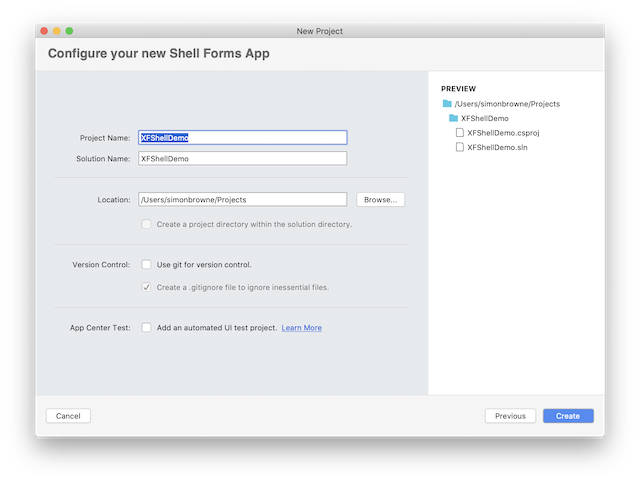 New Project
Configure your new Shell Forms App
Project Name: XFShellDemo
Solution Name: XFShellDemo
Location: /Users/simonbrowne/Projects Browse...
Create a project directory within the solution directory.
Version Control: Use git for version control.
Create a .gitignore file to ignore inessential files.
App Center Test: Add an automated UI test project. Learn More
PREVIEW
/Users/simonbrowne/Projects
XFShellDemo
XFShellDemo.csproj
XFShellDemo.sln
Cancel Previous Create